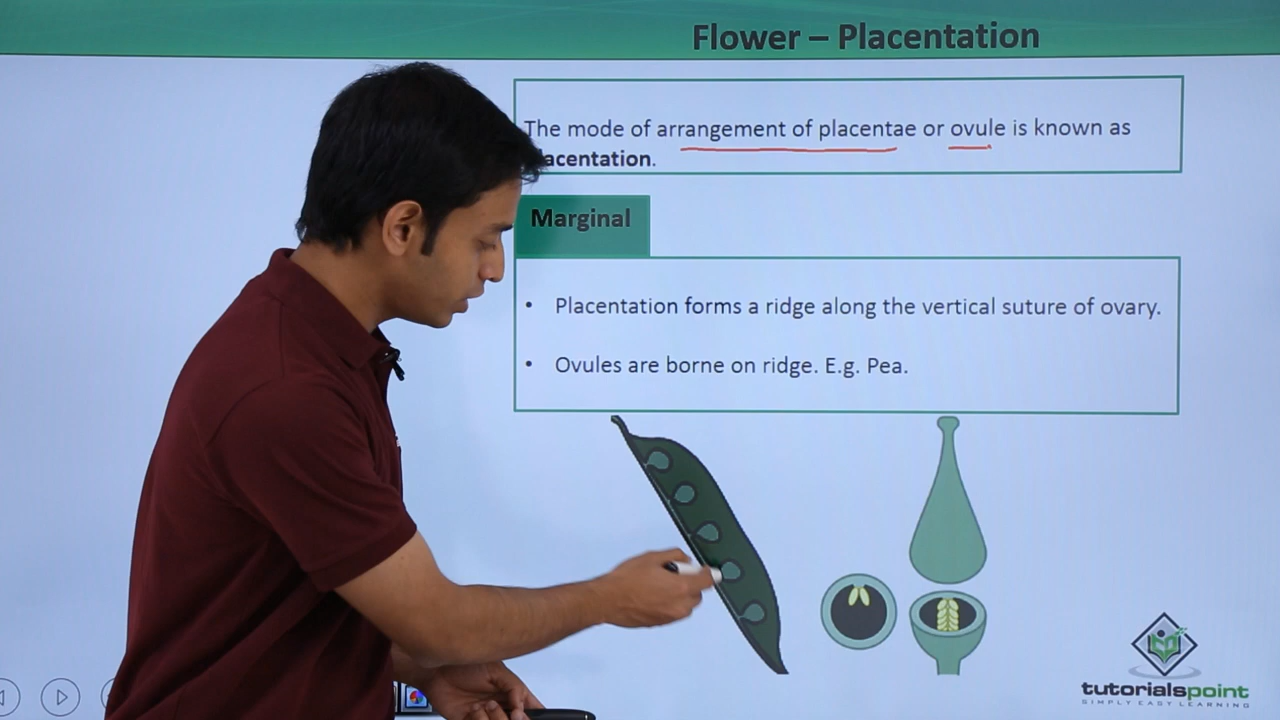 Flower – Placentation
The mode of arrangement of placentae or ovule is known as
lacentation.
Marginal
• Placentation forms a ridge along the vertical suture of ovary.
• Ovules are borne on ridge. E.g. Pea.
tutorialspoint
SIMPLY EASY LEARNING